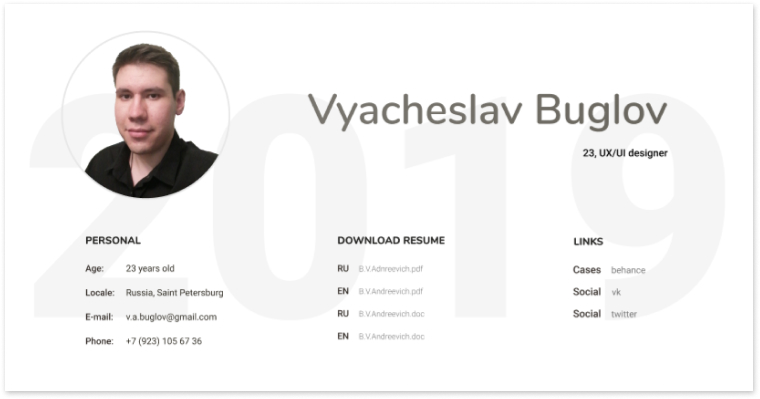 2019
Vyacheslav Buglov
23, UX/UI designer
PERSONAL
Age: 23 years old
Locale: Russia, Saint Petersburg
E-mail: v.a.buglov@gmail.com
Phone: +7 (923) 105 67 36
DOWNLOAD RESUME
RU B.V.Adnreevich.pdf
EN B.V.Andreevich.pdf
RU B.V.Andreevich.doc
EN B.V.Andreevich.doc
LINKS
Cases behance
Social vk
Social twitter